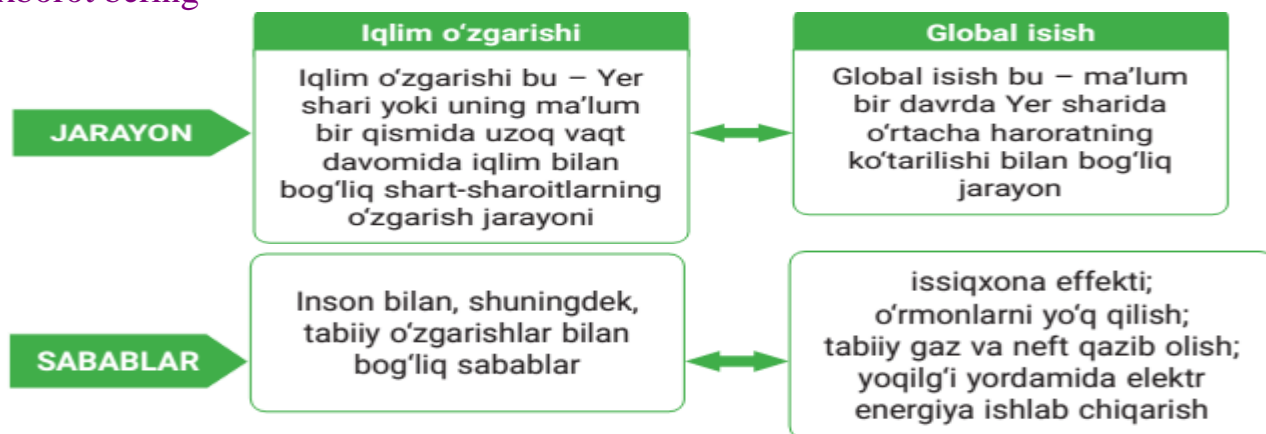 axborot bering
Iqlim o‘zgarishi
Global isish
JARAYON
Iqlim o‘zgarishi bu – Yer
shari yoki uning ma’lum
bir qismida uzoq vaqt
davomida iqlim bilan
bog‘liq shart-sharoitlarning
o‘zgarish jarayoni
Global isish bu – ma’lum
bir davrda Yer sharida
o‘rtacha haroratning
ko‘tarilishi bilan bog‘liq
jarayon
SABABLAR
Inson bilan, shuningdek,
tabiiy o‘zgarishlar bilan
bog‘liq sabablar
issiqxona effekti;
o‘rmonlarni yo‘q qilish;
tabiiy gaz va neft qazib olish;
yoqilg‘i yordamida elektr
energiya ishlab chiqarish